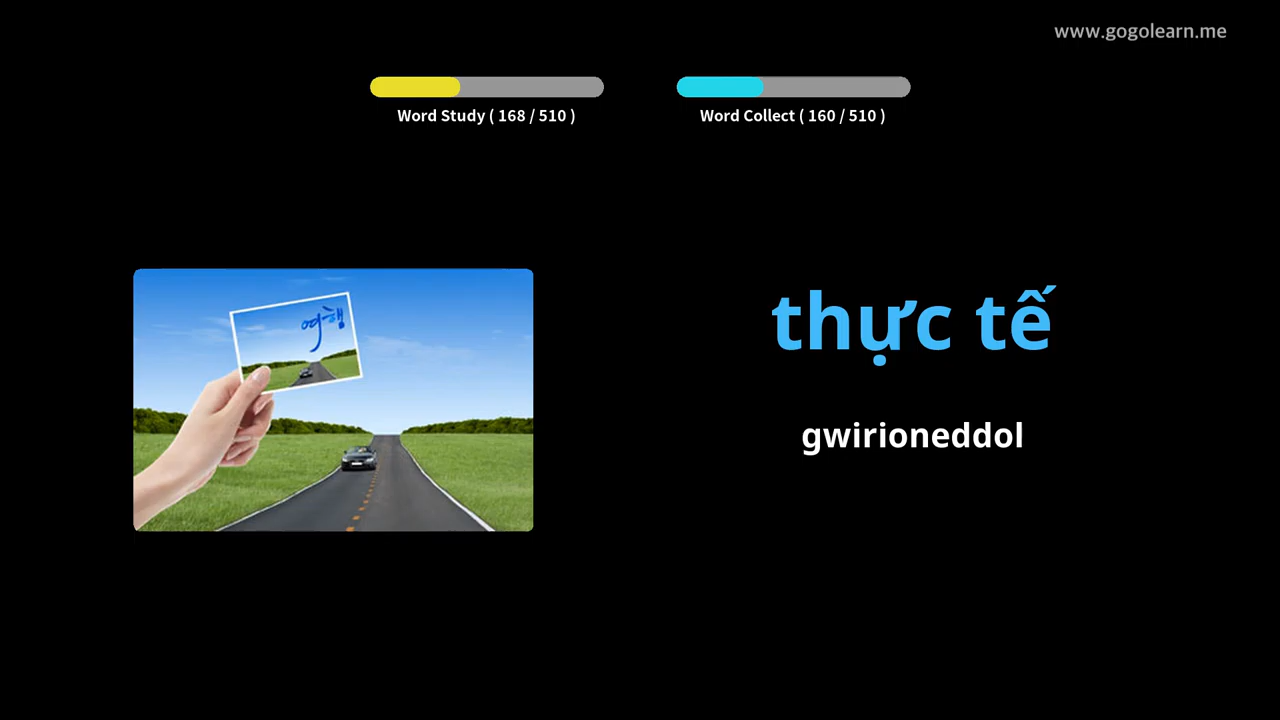 www.gogolearn.me
Word Study ( 168 / 510 )
Word Collect ( 160 / 510 )
여행
thực tế
gwirioneddol